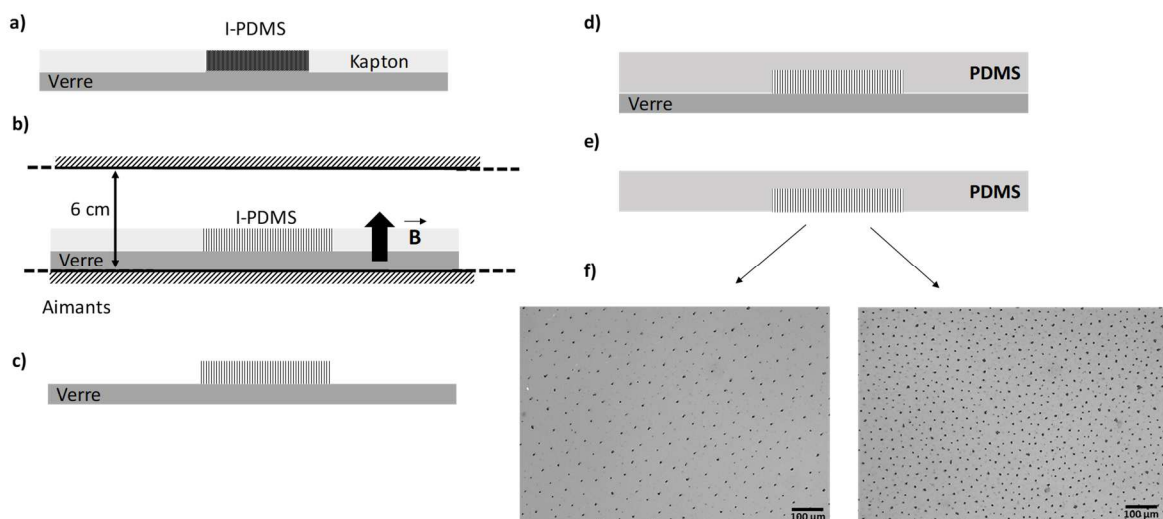 a)
I-PDMS
Kapton
Verre
b)
6 cm
I-PDMS
B
Verre
Aimants
c)
Verre
d)
PDMS
Verre
e)
PDMS
f)
100 µm
100 µm